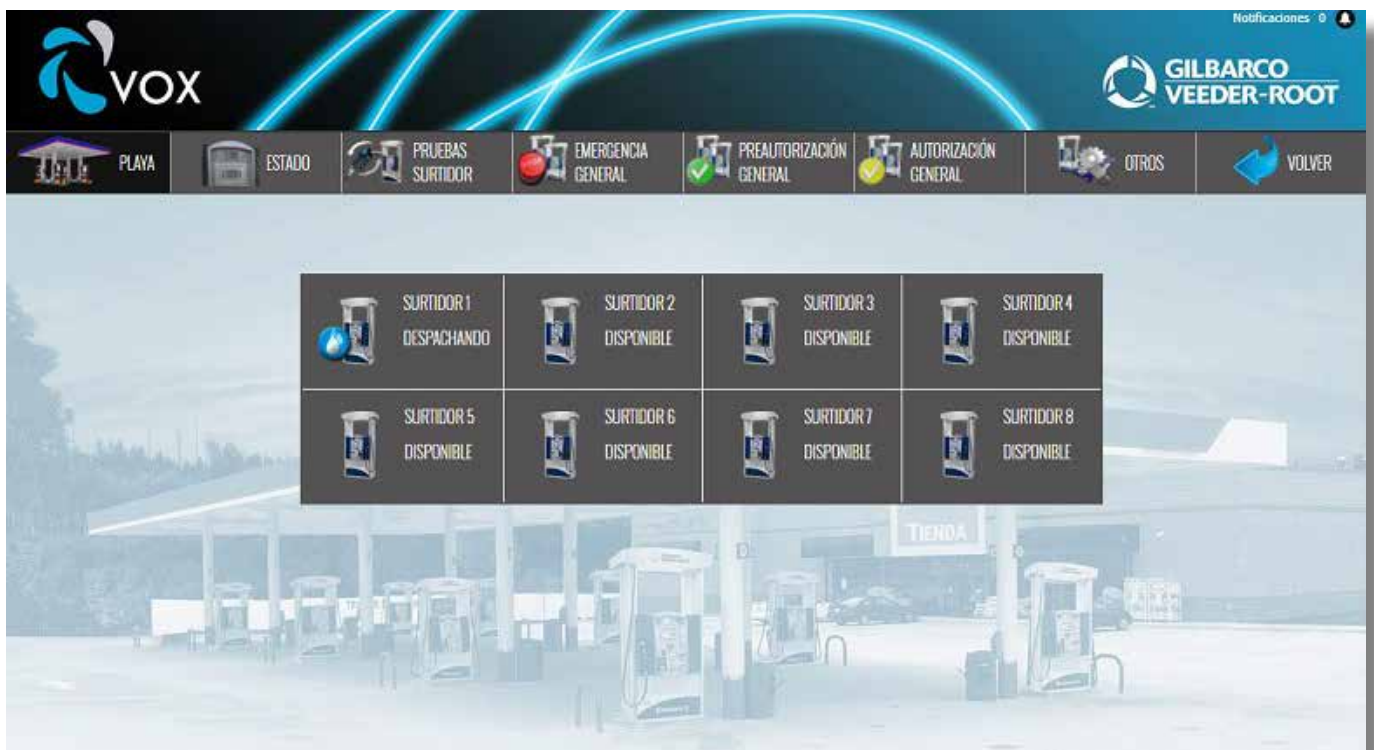 Notificaciones 0
VOX
GILBARCO
VEEDER-ROOT
PLAYA
ESTADO
PRUEBAS
SURTIDOR
EMERGENCIA
GENERAL
PREAUTORIZACIÓN
GENERAL
AUTORIZACIÓN
GENERAL
OTROS
VOLVER
SURTIDOR 1
DESPACHANDO
SURTIDOR 2
DISPONIBLE
SURTIDOR 3
DISPONIBLE
SURTIDOR 4
DISPONIBLE
SURTIDOR 5
DISPONIBLE
SURTIDOR 6
DISPONIBLE
SURTIDOR 7
DISPONIBLE
SURTIDOR 8
DISPONIBLE
TIENDA